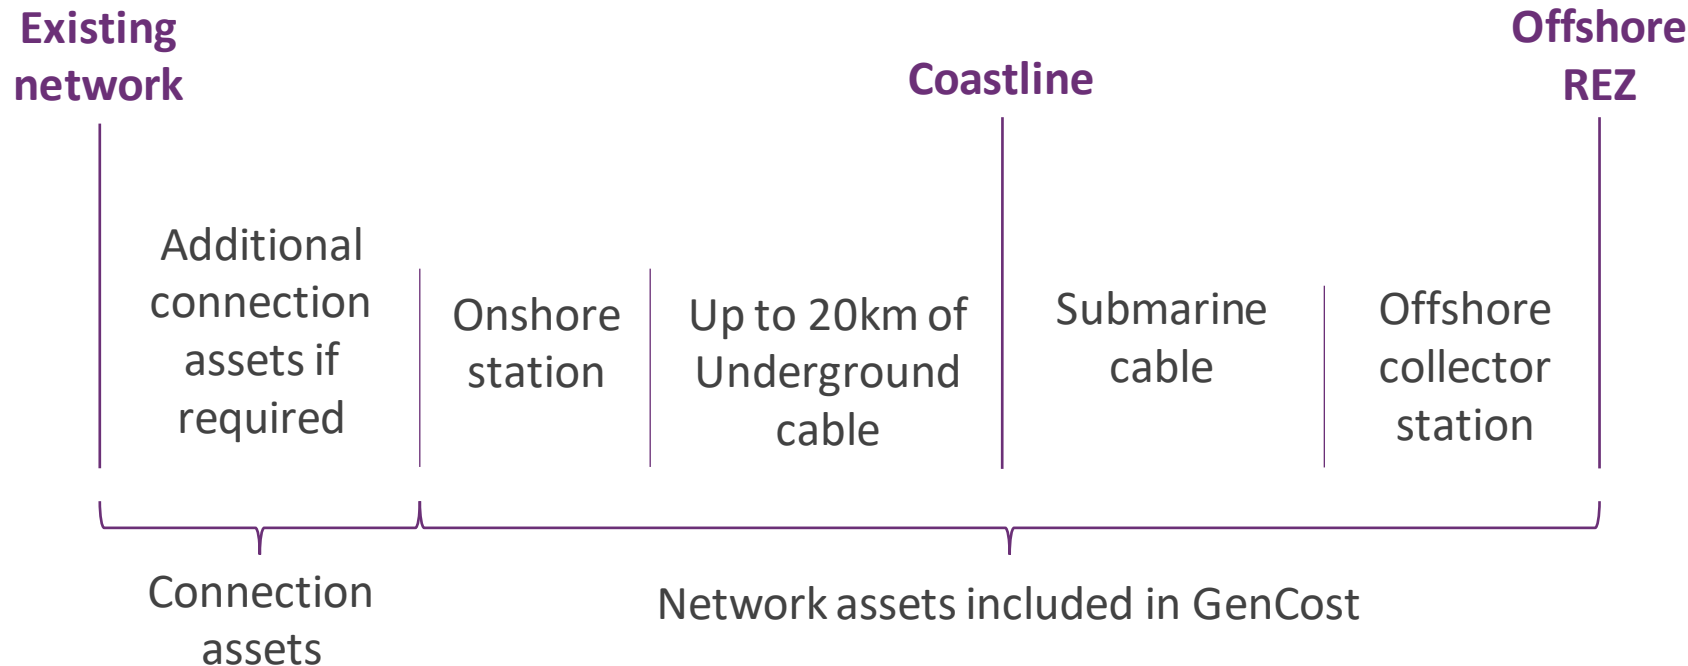 Existing
network
Coastline
Offshore
REZ
Additional
connection
assets if
required
Onshore
station
Up to 20km of
Underground
cable
Submarine
cable
Offshore
collector
station
Connection
assets
Network assets included in GenCost